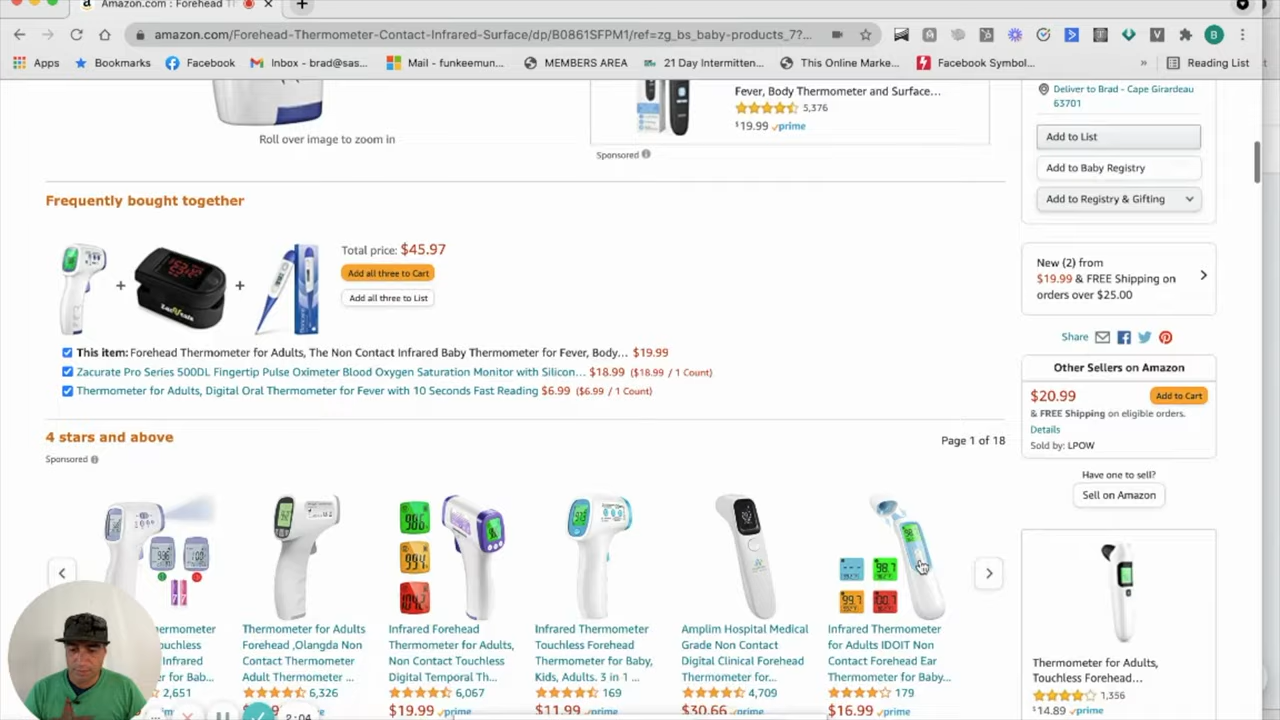 Amazon.com : Forehead T
amazon.com/Forehead-Thermometer-Contact-Infrared-Surface/dp/B0861SFPM1/ref=zg_bs_baby-products_7?...
B
Apps
Bookmarks
Facebook
Inbox - brad@sas...
Mail - funkeemun...
MEMBERS AREA
21 Day Intermitten...
This Online Marke...
Facebook Symbol...
»
Reading List
Roll over image to zoom in
Fever, Body Thermometer and Surface...
5,376
$19.99 prime
Sponsored
Deliver to Brad - Cape Girardeau
63701
Add to List
Add to Baby Registry
Add to Registry & Gifting
Frequently bought together
Total price: $45.97
Add all three to Cart
Add all three to List
This item: Forehead Thermometer for Adults, The Non Contact Infrared Baby Thermometer for Fever, Body... $19.99
Zacurate Pro Series 500DL Fingertip Pulse Oximeter Blood Oxygen Saturation Monitor with Silicon... $18.99 ($18.99 / 1 Count)
Thermometer for Adults, Digital Oral Thermometer for Fever with 10 Seconds Fast Reading $6.99 ($6.99 / 1 Count)
New (2) from
$19.99 & FREE Shipping on
orders over $25.00
Share
Other Sellers on Amazon
$20.99
Add to Cart
& FREE Shipping on eligible orders.
Details
Sold by: LPOW
Have one to sell?
Sell on Amazon
4 stars and above
Page 1 of 18
Sponsored
ermometer
ouchless
Infrared
r for Bab...
2,651
Thermometer for Adults
Forehead ,Olangda Non
Contact Thermometer
Adult Thermometer ...
6,326
Infrared Forehead
Thermometer for Adults,
Non Contact Touchless
Digital Temporal Th...
6,067
$19.99 prime
Infrared Thermometer
Touchless Forehead
Thermometer for Baby,
Kids, Adults. 3 in 1 ...
169
$11.99 prime
Amplim Hospital Medical
Grade Non Contact
Digital Clinical Forehead
Thermometer for...
4,709
$30.66 prime
98.7
99.7
Infrared Thermometer
for Adults IDOIT Non
Contact Forehead Ear
Thermometer for Baby...
179
$16.99 prime
Thermometer for Adults,
Touchless Forehead...
1,356
$14.89 prime
2:04